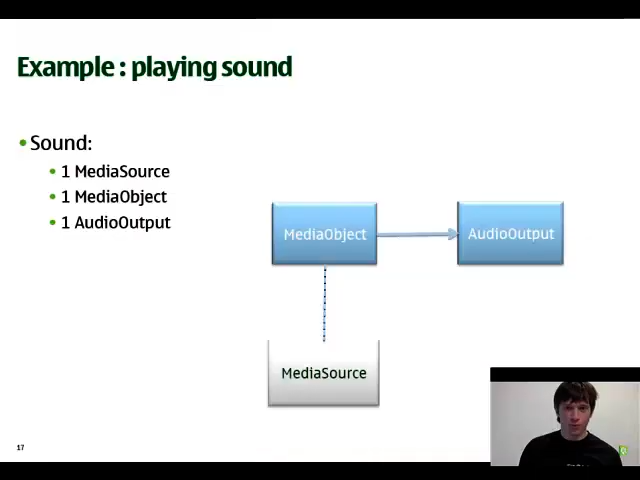 Example : playing sound
Sound:
1 MediaSource
1 MediaObject
1 AudioOutput
MediaObject
AudioOutput
MediaSource
17